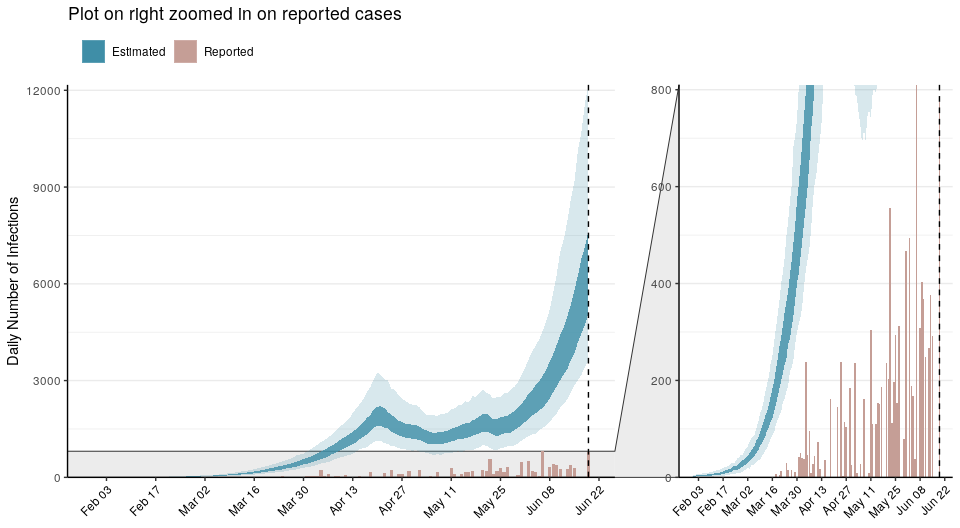 Plot on right zoomed in on reported cases
Estimated Reported
Daily Number of Infections
12000
9000
6000
3000
0
Feb 03 Feb 17 Mar 02 Mar 16 Mar 30 Apr 13 Apr 27 May 11 May 25 Jun 08 Jun 22
800
600
400
200
0
Feb 03 Feb 17 Mar 02 Mar 16 Mar 30 Apr 13 Apr 27 May 11 May 25 Jun 08 Jun 22